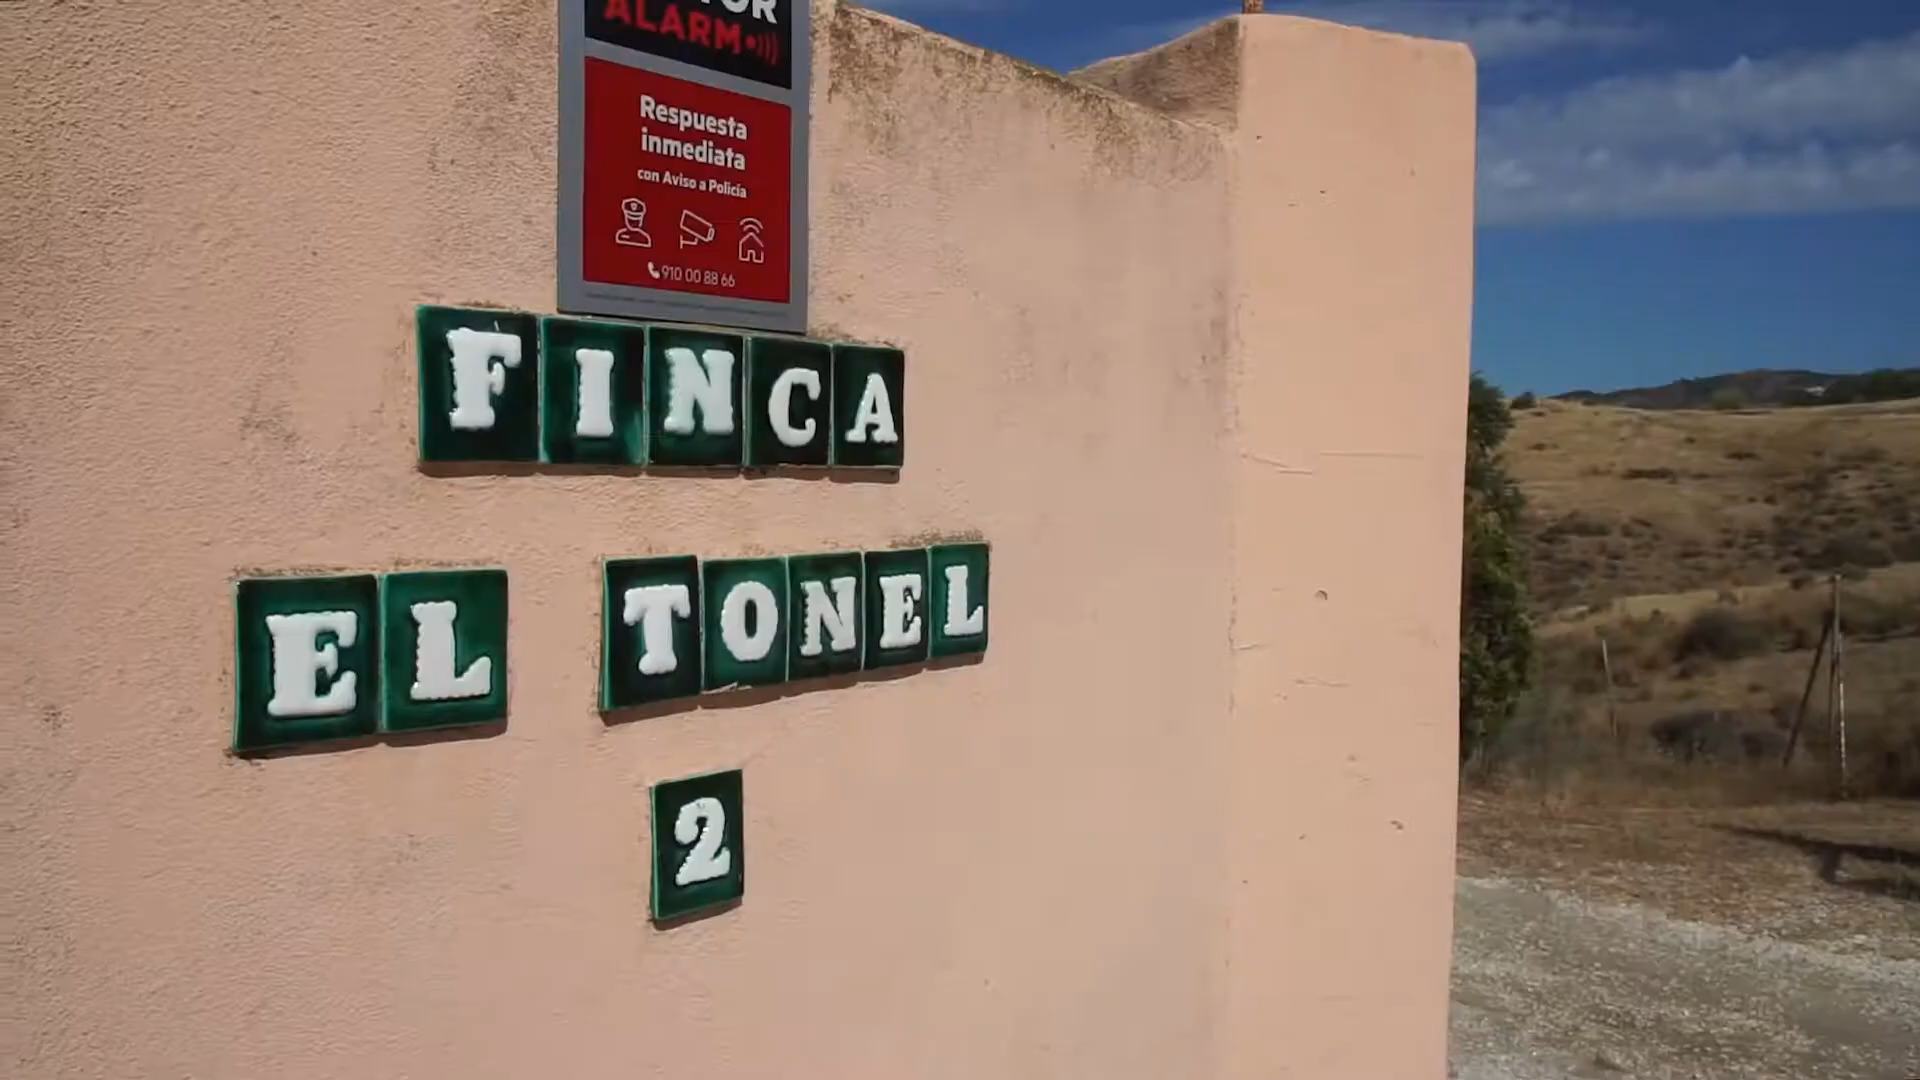 ALARM
Respuesta
inmediata
con Aviso a Policía
910 00 88 66
FINCA
EL TONEL
2